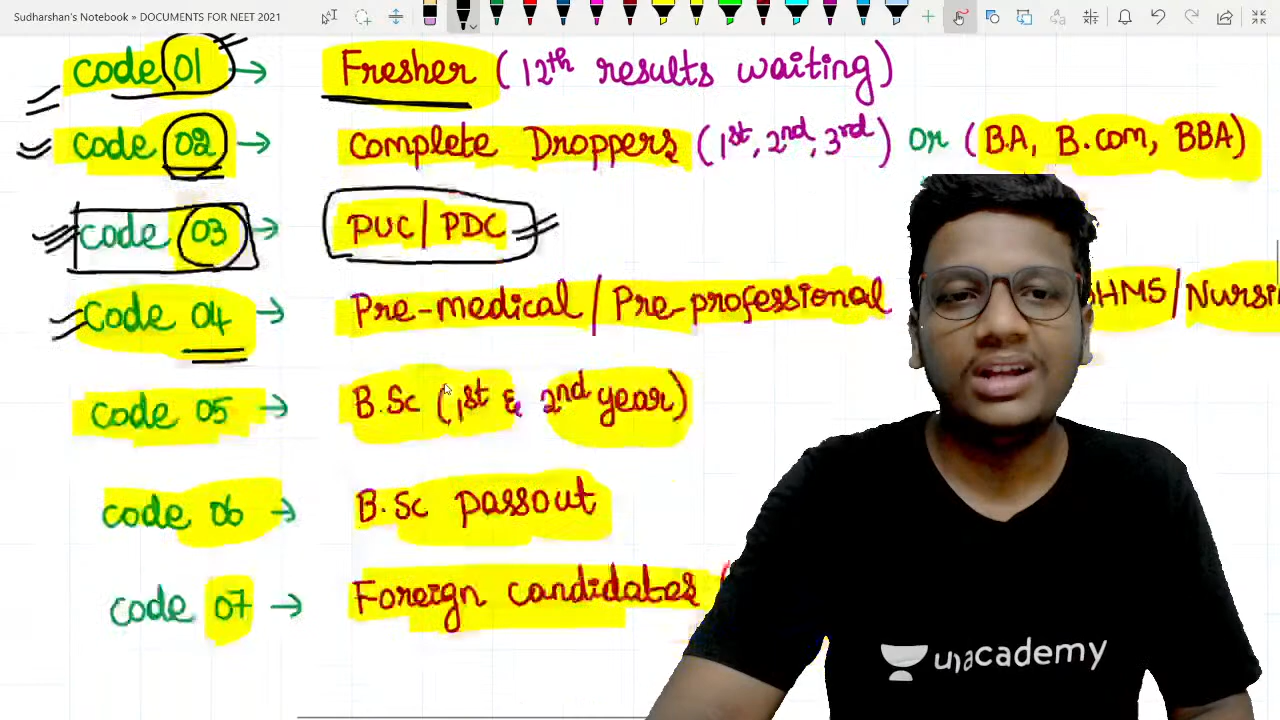 Sudharshan's Notebook » DOCUMENTS FOR NEET 2021
code 01 → Fresher (12th results waiting)
code 02 → Complete Droppers (1st, 2nd, 3rd) or (B.A, B.com, BBA)
code 03 → PUC/PDC
Code 04 → Pre-medical / Pre-professional HMS/Nursi
code 05 → B.Sc (1st & 2nd year)
code 06 → B.Sc passout
code 07 → Foreign candidates (
unacademy